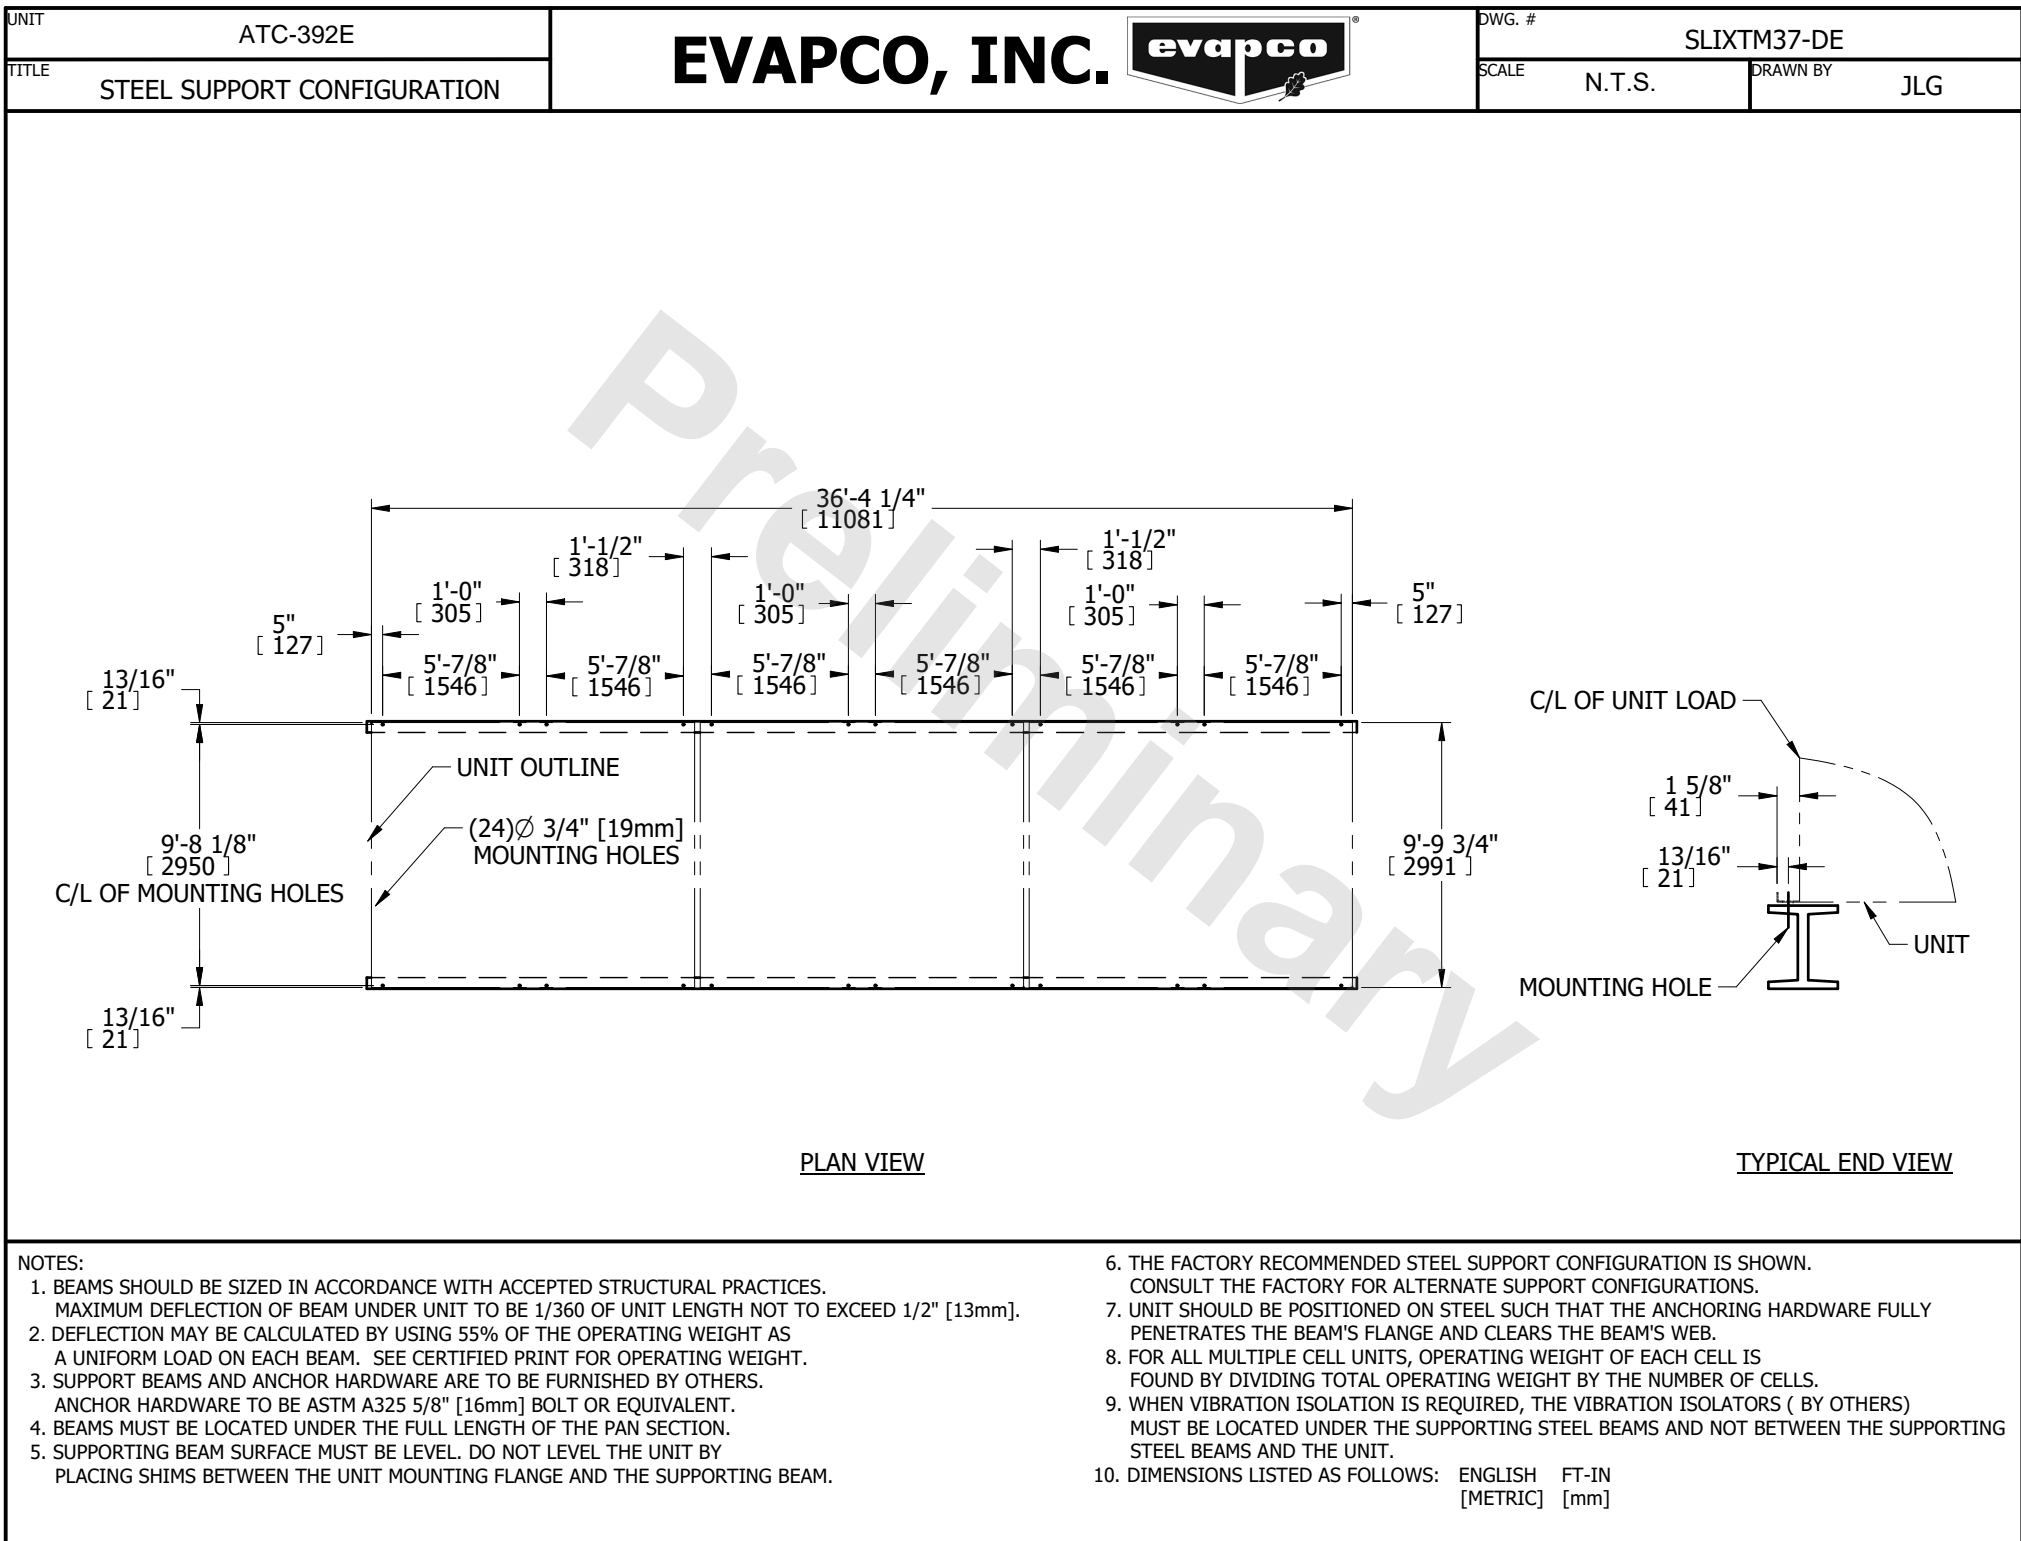 UNIT
ATC-392E
TITLE
STEEL SUPPORT CONFIGURATION
EVAPCO, INC.
evapco
®
DWG. #
SLIXTM37-DE
SCALE
N.T.S.
DRAWN BY
JLG
Preliminary
36'-4 1/4"
[ 11081 ]
1'-1/2"
[ 318 ]
1'-1/2"
[ 318 ]
1'-0"
[ 305 ]
1'-0"
[ 305 ]
1'-0"
[ 305 ]
5"
[ 127 ]
5"
[ 127 ]
5'-7/8"
[ 1546 ]
5'-7/8"
[ 1546 ]
5'-7/8"
[ 1546 ]
5'-7/8"
[ 1546 ]
5'-7/8"
[ 1546 ]
5'-7/8"
[ 1546 ]
13/16"
[ 21 ]
UNIT OUTLINE
(24)∅ 3/4" [19mm]
MOUNTING HOLES
9'-8 1/8"
[ 2950 ]
C/L OF MOUNTING HOLES
9'-9 3/4"
[ 2991 ]
13/16"
[ 21 ]
C/L OF UNIT LOAD
1 5/8"
[ 41 ]
13/16"
[ 21 ]
UNIT
MOUNTING HOLE
PLAN VIEW
TYPICAL END VIEW
NOTES:
1. BEAMS SHOULD BE SIZED IN ACCORDANCE WITH ACCEPTED STRUCTURAL PRACTICES.
MAXIMUM DEFLECTION OF BEAM UNDER UNIT TO BE 1/360 OF UNIT LENGTH NOT TO EXCEED 1/2" [13mm].
2. DEFLECTION MAY BE CALCULATED BY USING 55% OF THE OPERATING WEIGHT AS
A UNIFORM LOAD ON EACH BEAM. SEE CERTIFIED PRINT FOR OPERATING WEIGHT.
3. SUPPORT BEAMS AND ANCHOR HARDWARE ARE TO BE FURNISHED BY OTHERS.
ANCHOR HARDWARE TO BE ASTM A325 5/8" [16mm] BOLT OR EQUIVALENT.
4. BEAMS MUST BE LOCATED UNDER THE FULL LENGTH OF THE PAN SECTION.
5. SUPPORTING BEAM SURFACE MUST BE LEVEL. DO NOT LEVEL THE UNIT BY
PLACING SHIMS BETWEEN THE UNIT MOUNTING FLANGE AND THE SUPPORTING BEAM.
6. THE FACTORY RECOMMENDED STEEL SUPPORT CONFIGURATION IS SHOWN.
CONSULT THE FACTORY FOR ALTERNATE SUPPORT CONFIGURATIONS.
7. UNIT SHOULD BE POSITIONED ON STEEL SUCH THAT THE ANCHORING HARDWARE FULLY
PENETRATES THE BEAM'S FLANGE AND CLEARS THE BEAM'S WEB.
8. FOR ALL MULTIPLE CELL UNITS, OPERATING WEIGHT OF EACH CELL IS
FOUND BY DIVIDING TOTAL OPERATING WEIGHT BY THE NUMBER OF CELLS.
9. WHEN VIBRATION ISOLATION IS REQUIRED, THE VIBRATION ISOLATORS ( BY OTHERS)
MUST BE LOCATED UNDER THE SUPPORTING STEEL BEAMS AND NOT BETWEEN THE SUPPORTING
STEEL BEAMS AND THE UNIT.
10. DIMENSIONS LISTED AS FOLLOWS: ENGLISH FT-IN
[METRIC] [mm]